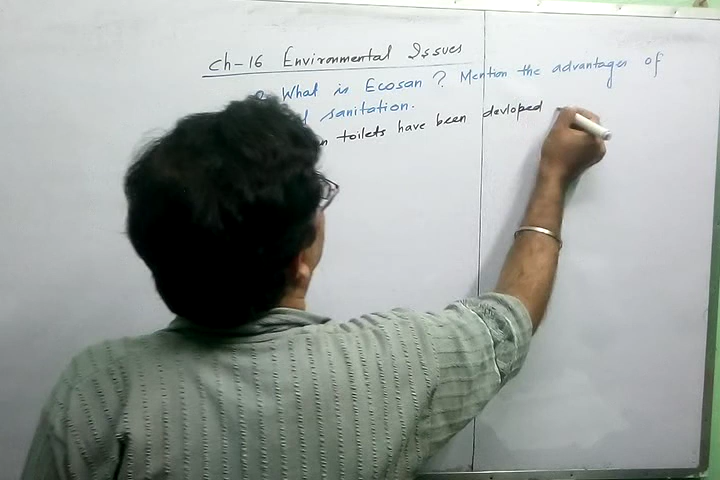 Ch-16 Environmental Issues
Q. What is Ecosan? Mention the advantages of
sanitation.
toilets have been devloped